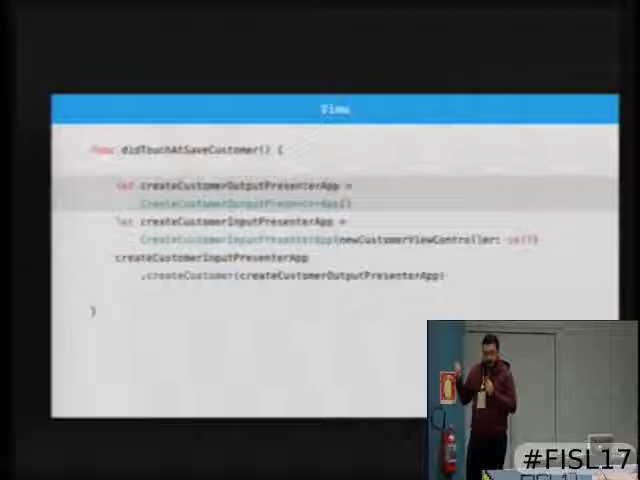 View
func didTouchAtSaveCustomer() {
let createCustomerOutputPresenterApp =
CreateCustomerOutputPresenterApp()
let createCustomerInputPresenterApp =
CreateCustomerInputPresenterApp(newCustomerViewController: self)
createCustomerInputPresenterApp
.createCustomer(createCustomerOutputPresenterApp)
}
#FISL17